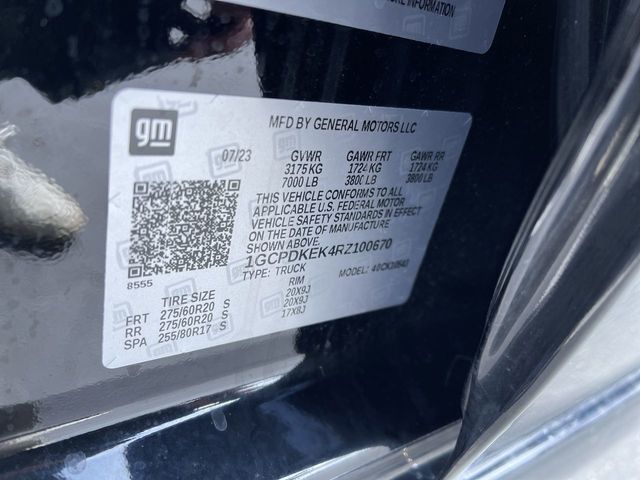 INFORMATION
gm
MFD BY GENERAL MOTORS LLC
07/23 GVWR GAWR FRT GAWR RR
3175 KG 1724 KG 1724 KG
7000 LB 3800 LB 3800 LB
THIS VEHICLE CONFORMS TO ALL
APPLICABLE U.S. FEDERAL MOTOR
VEHICLE SAFETY STANDARDS IN EFFECT
ON THE DATE OF MANUFACTURE
SHOWN ABOVE.
1GCPDKEK4RZ100670
TYPE: TRUCK MODEL:
8555
TIRE SIZE RIM
FRT 275/60R20 S 20X9J
RR 275/60R20 S 20X9J
SPA 255/80R17 S 17X8J